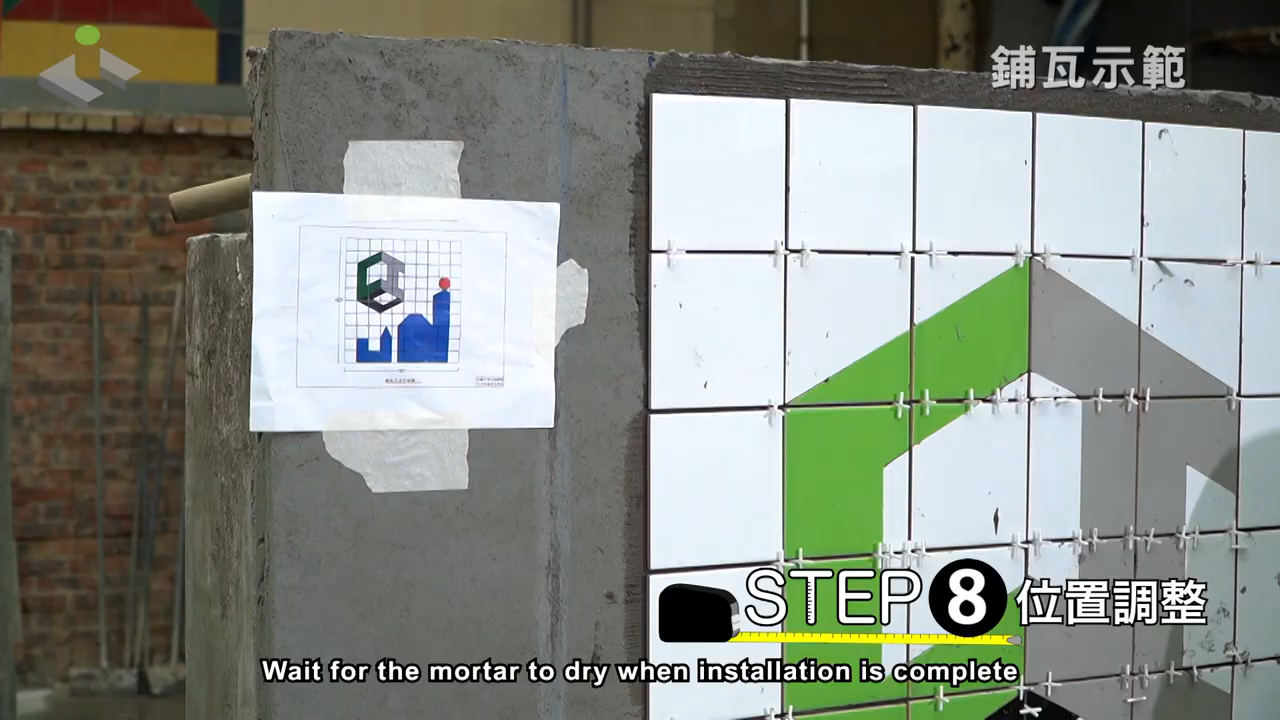 鋪瓦示範
STEP 8 位置調整
Wait for the mortar to dry when installation is complete